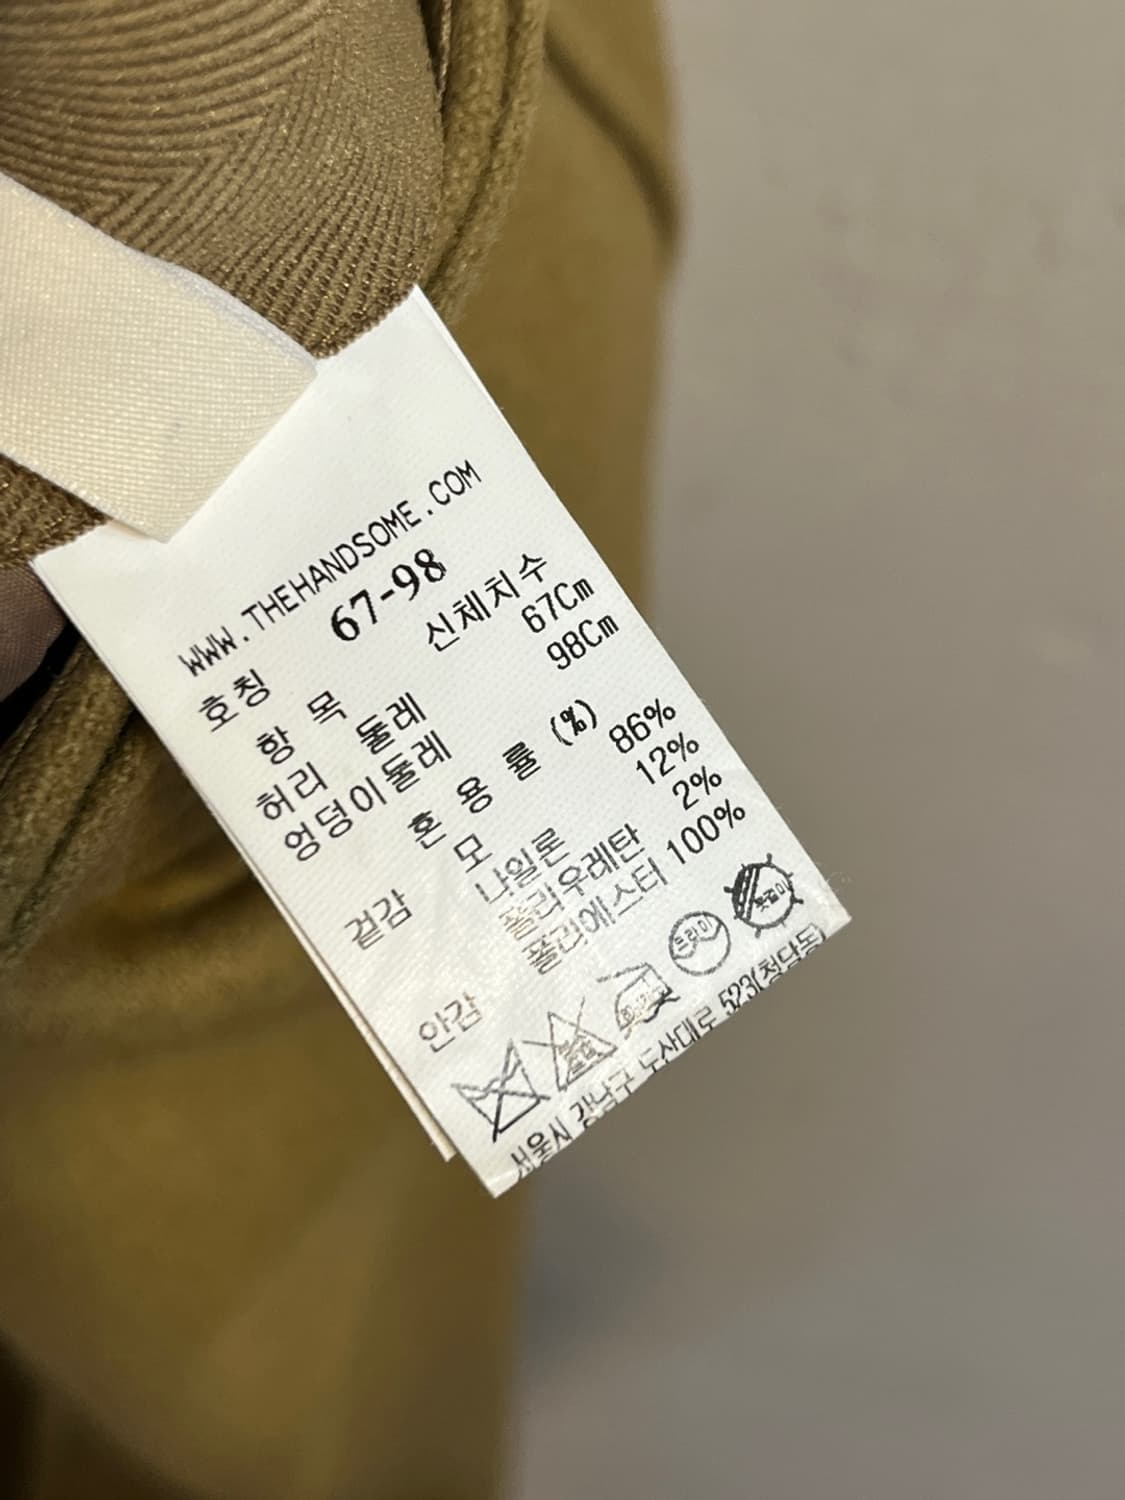 WWW.THEHANDSOME.COM
호칭 67-98
항 목 신체치수
허리 둘레 67Cm
엉덩이둘레 98Cm
혼 용 률 (%)
겉감 모 86%
나일론 12%
폴리우레탄 2%
안감 폴리에스터 100%
드라이
옷걸이
서울시 강남구 도산대로 523(청담동)